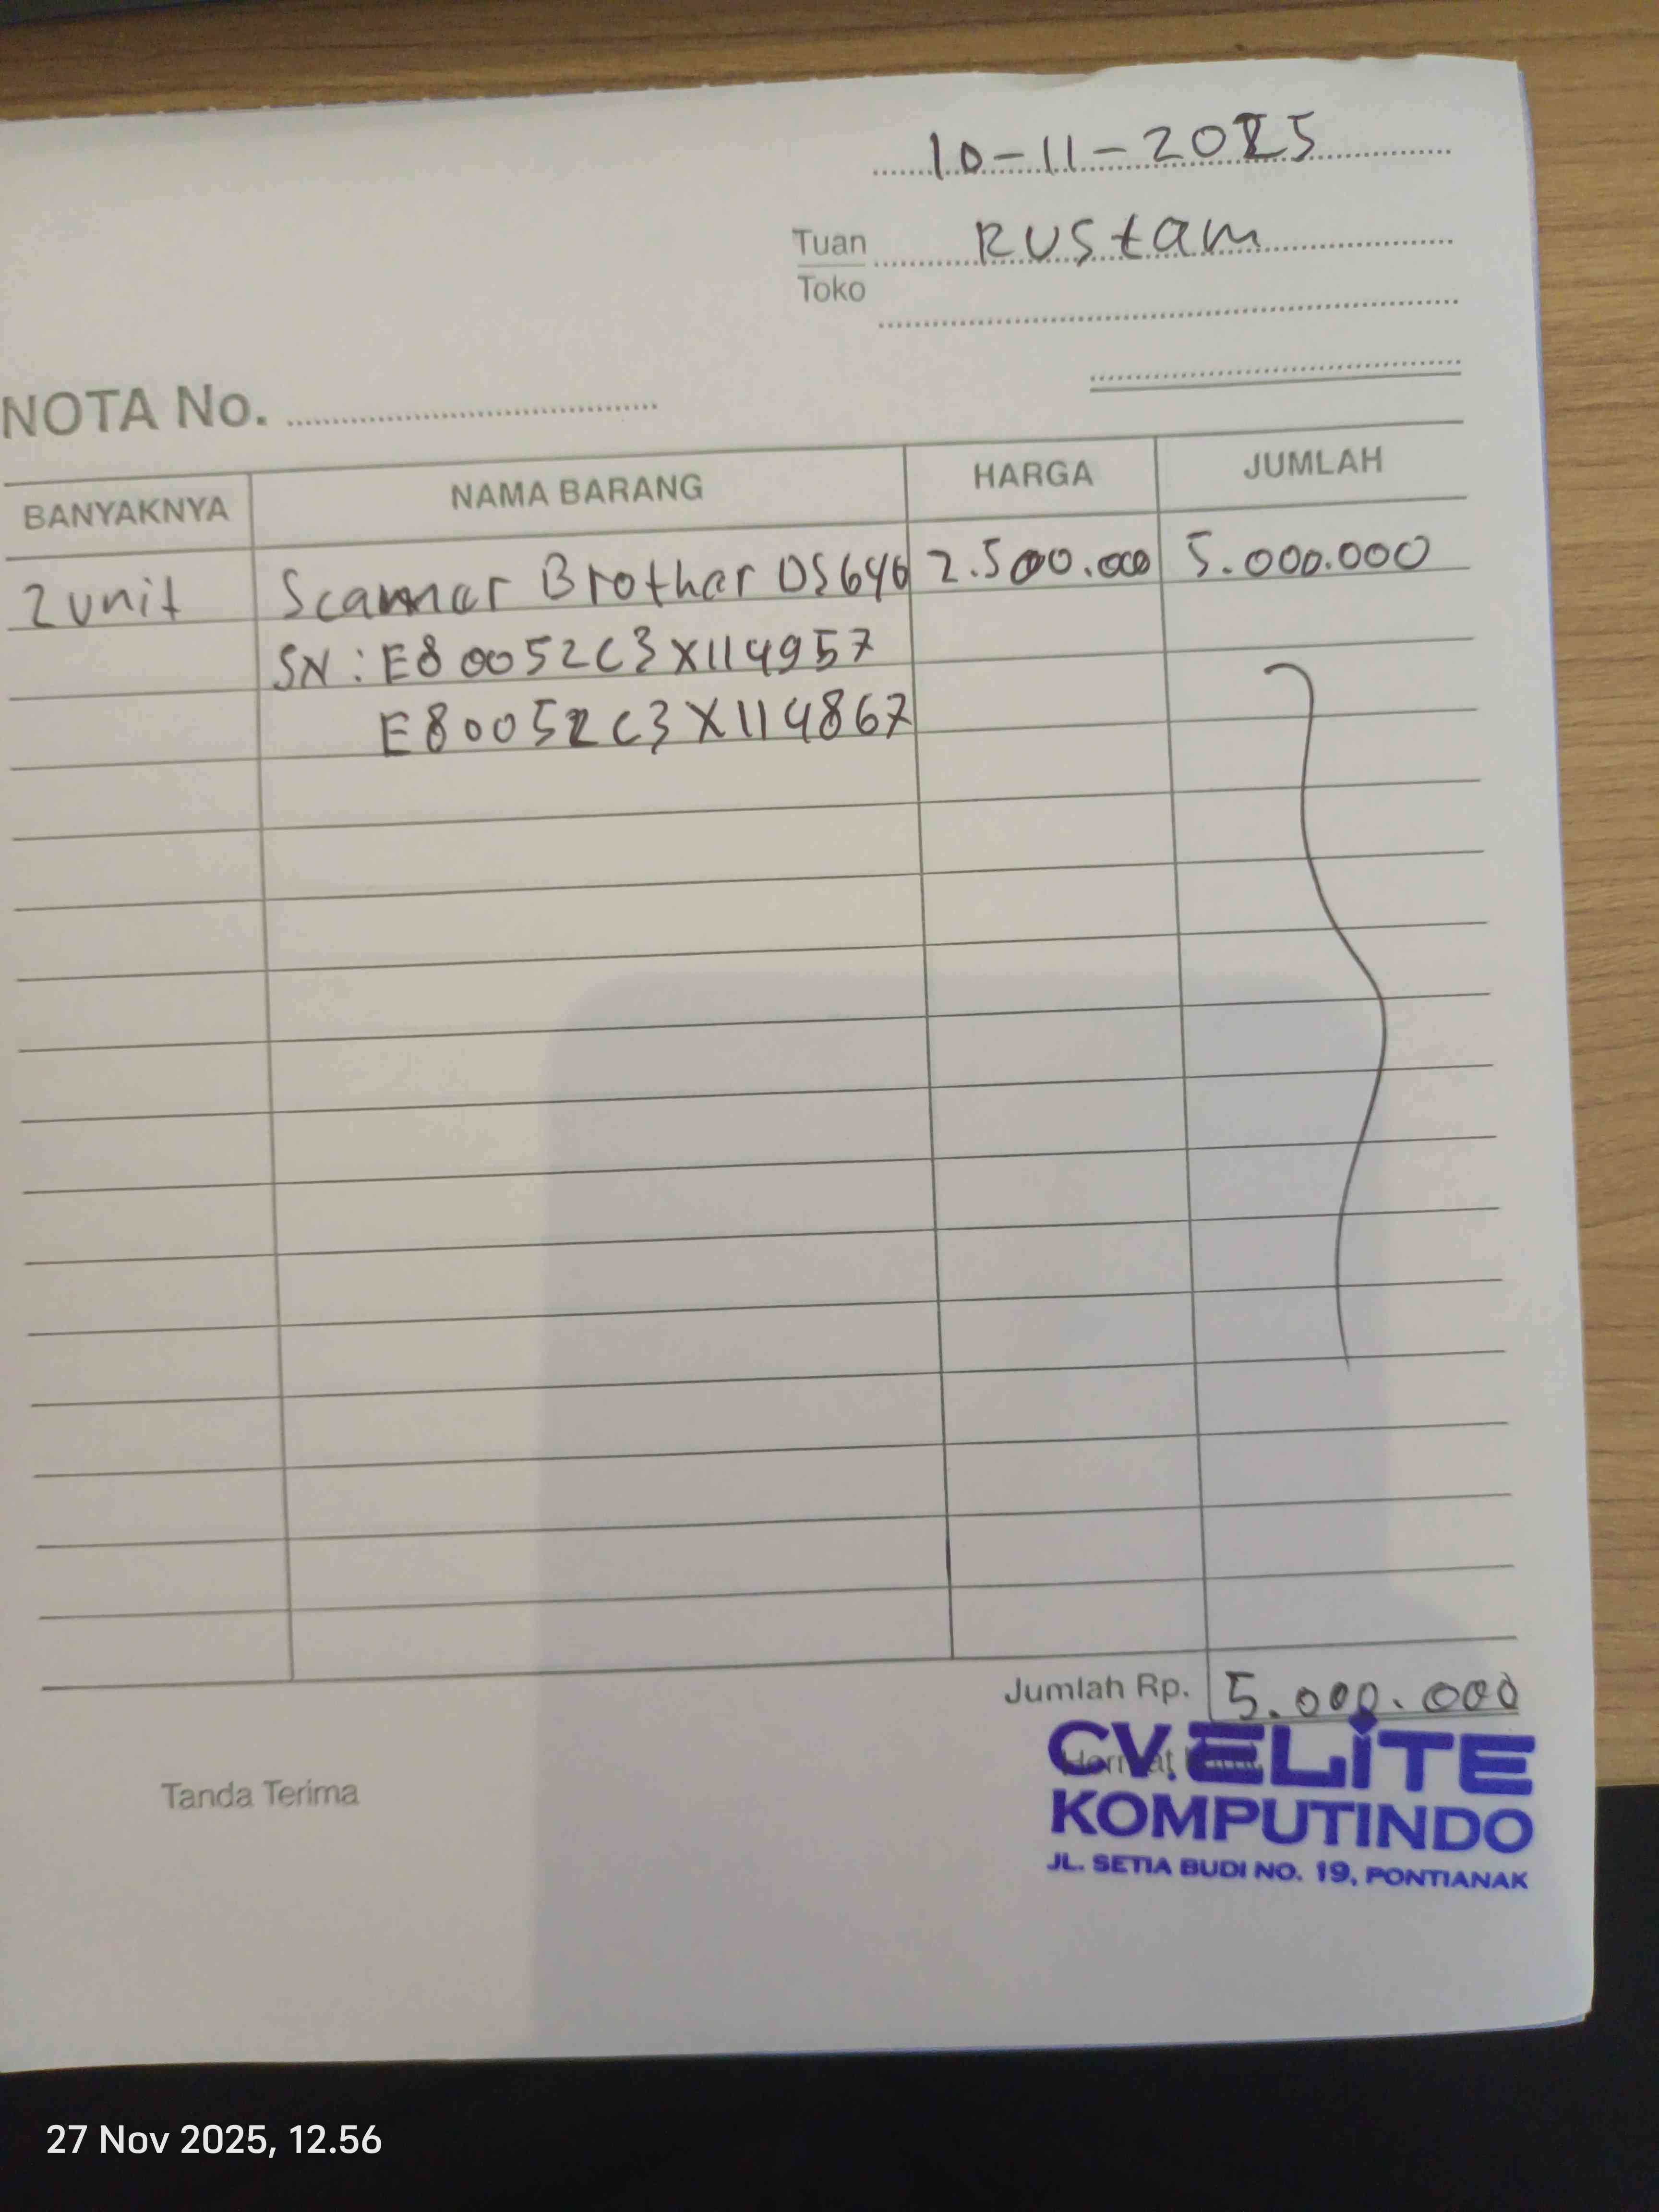 10-11-2025
Tuan Rustam
Toko
NOTA No.
BANYAKNYA NAMA BARANG HARGA JUMLAH
2 unit Scanner Brother DS640 2.500.000 5.000.000
SN : E80052C3X114957
E80052C3X114867
Jumlah Rp. 5.000.000
Tanda Terima
CV. ELITE
KOMPUTINDO
JL. SETIA BUDI NO. 19, PONTIANAK
27 Nov 2025, 12.56